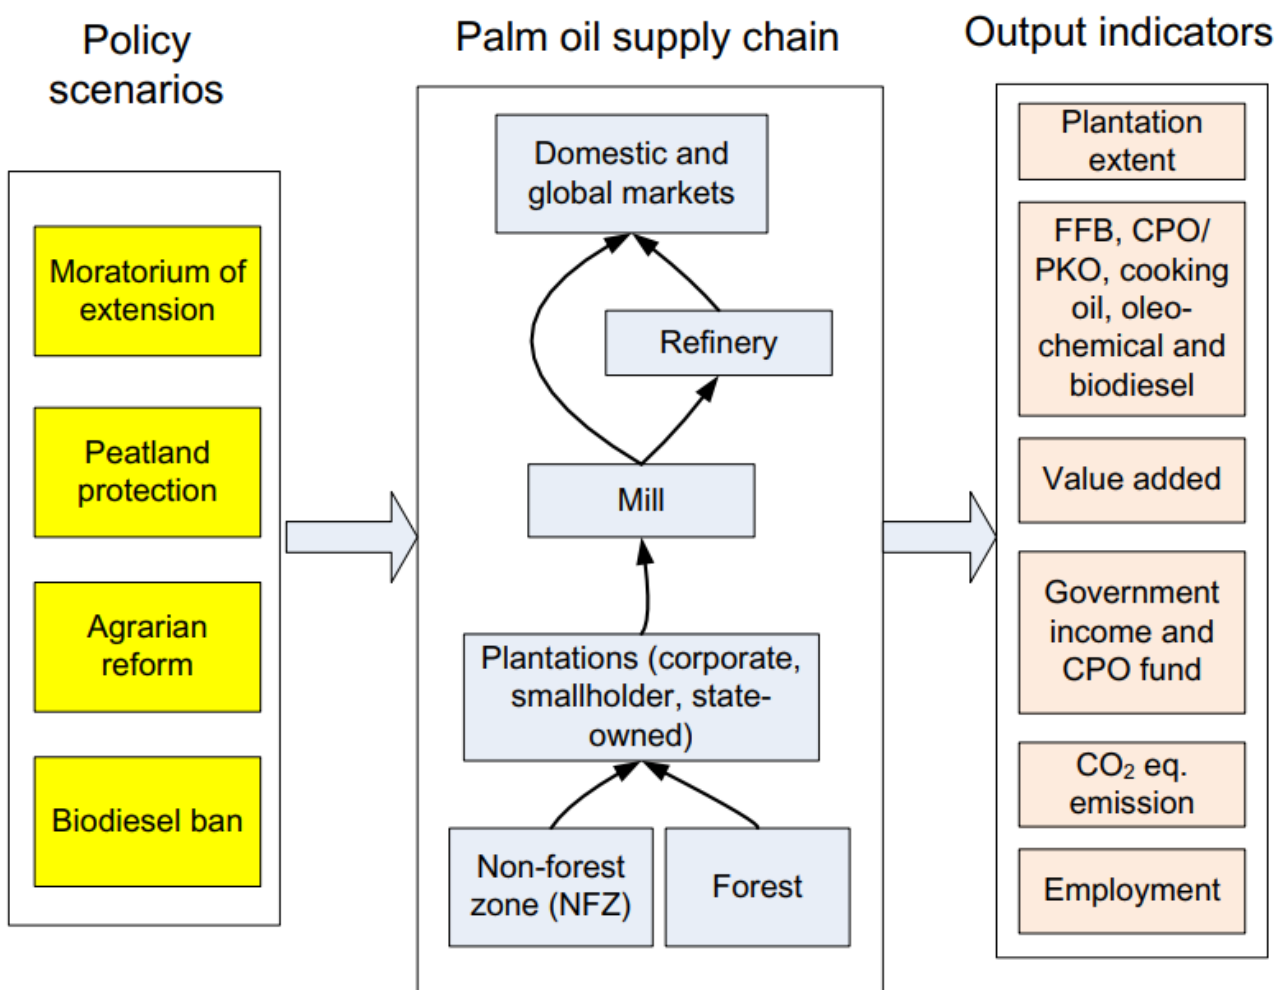 Policy
scenarios
Moratorium of
extension
Peatland
protection
Agrarian
reform
Biodiesel ban
Palm oil supply chain
Domestic and
global markets
Refinery
Mill
Plantations (corporate,
smallholder, state-
owned)
Non-forest
zone (NFZ)
Forest
Output indicators
Plantation
extent
FFB, CPO/
PKO, cooking
oil, oleo-
chemical and
biodiesel
Value added
Government
income and
CPO fund
CO₂ eq.
emission
Employment